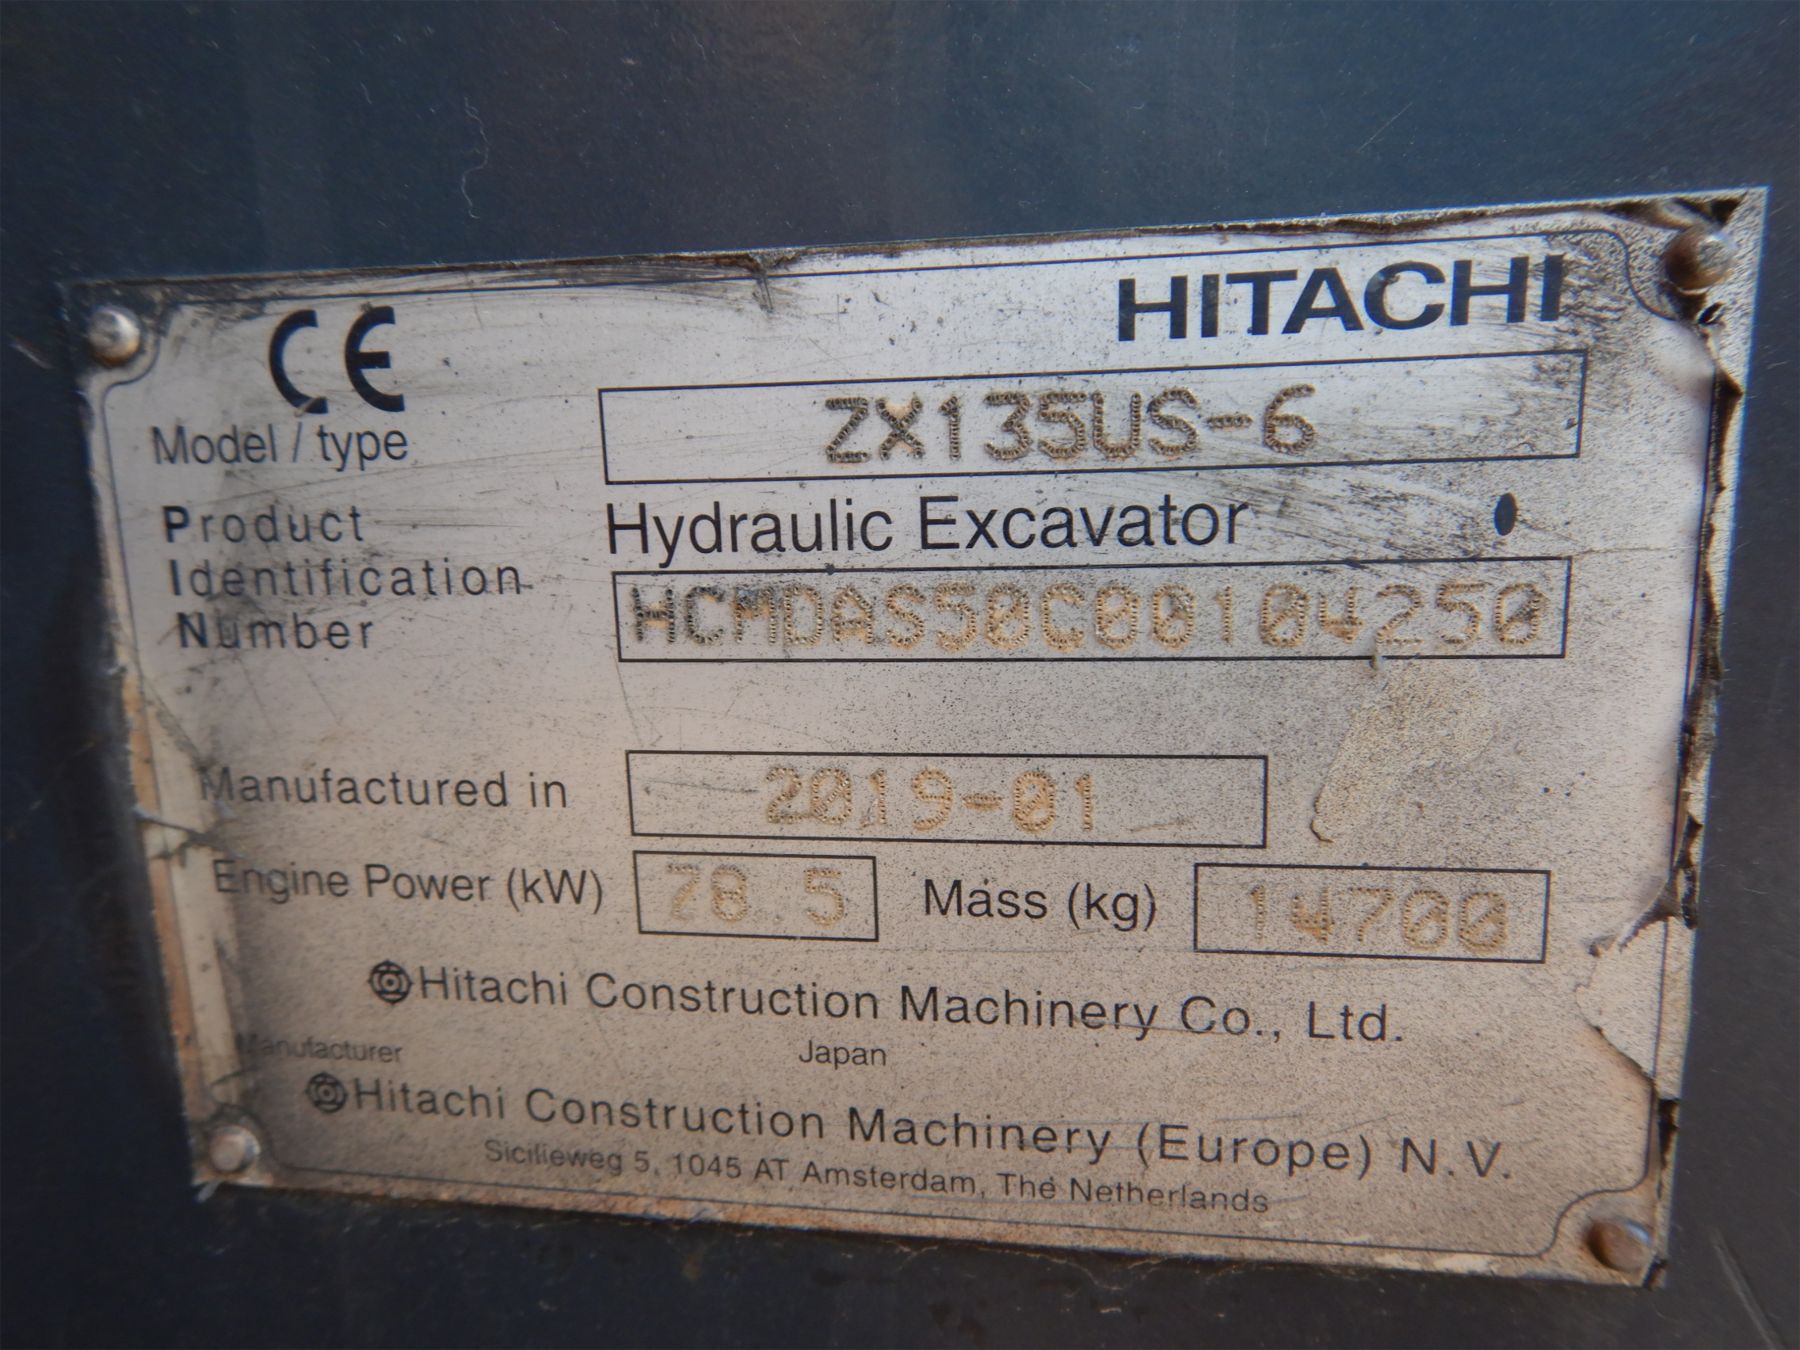 CE HITACHI
Model / type ZX135US-6
Product Hydraulic Excavator
Identification
Number HCMDAS50C00104250
Manufactured in 2019-01
Engine Power (kW) 78.5 Mass (kg) 14700
Hitachi Construction Machinery Co., Ltd.
Manufacturer Japan
Hitachi Construction Machinery (Europe) N.V.
Sicilieweg 5, 1045 AT Amsterdam, The Netherlands